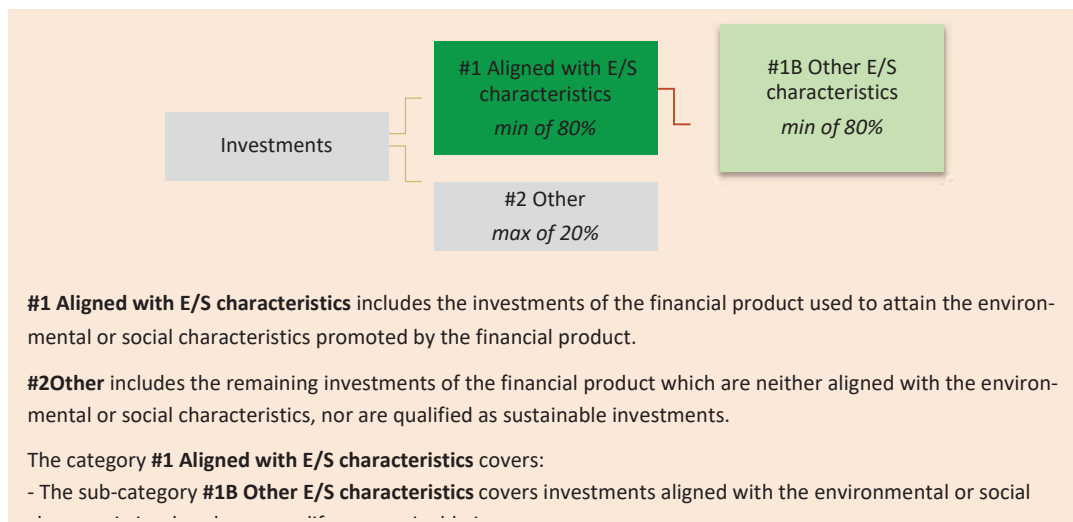 #1 Aligned with E/S
characteristics
min of 80%
#1B Other E/S
characteristics
min of 80%
Investments
#2 Other
max of 20%
#1 Aligned with E/S characteristics includes the investments of the financial product used to attain the environ-
mental or social characteristics promoted by the financial product.
#2Other includes the remaining investments of the financial product which are neither aligned with the environ-
mental or social characteristics, nor are qualified as sustainable investments.
The category #1 Aligned with E/S characteristics covers:
- The sub-category #1B Other E/S characteristics covers investments aligned with the environmental or social